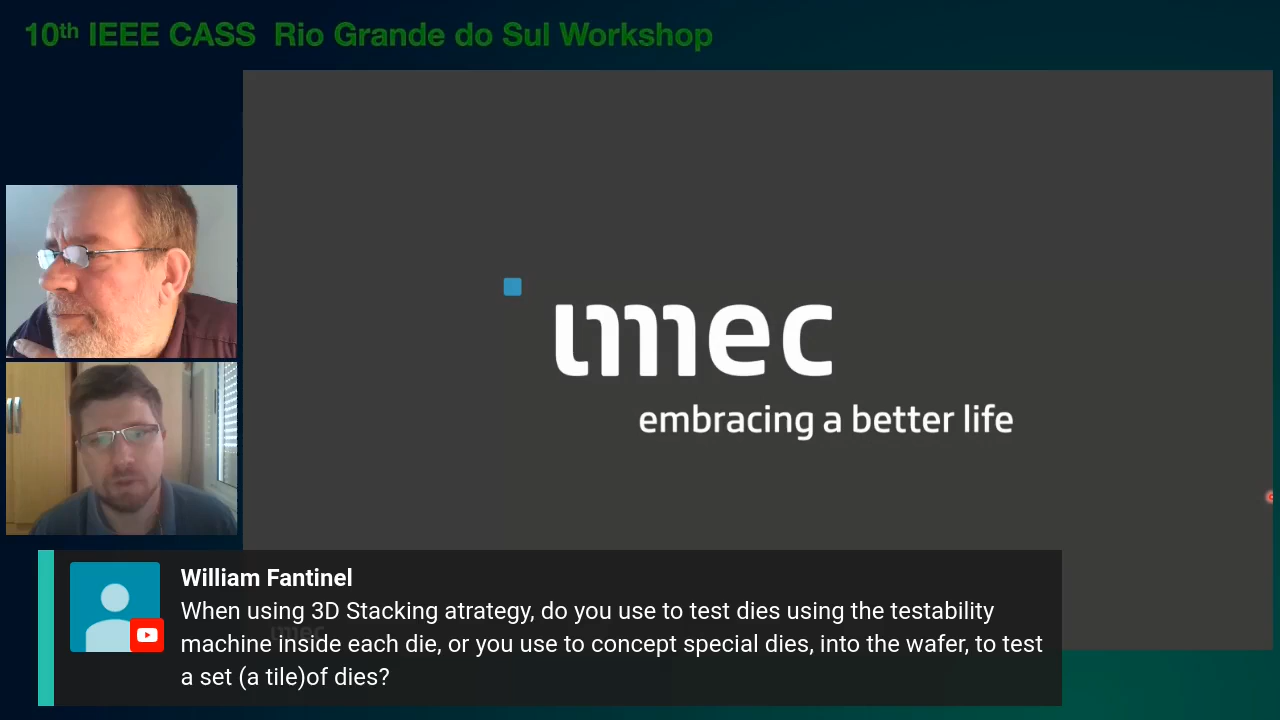 10th IEEE CASS Rio Grande do Sul Workshop
imec
embracing a better life
William Fantinel
When using 3D Stacking atrategy, do you use to test dies using the testability
machine inside each die, or you use to concept special dies, into the wafer, to test
a set (a tile)of dies?
imec